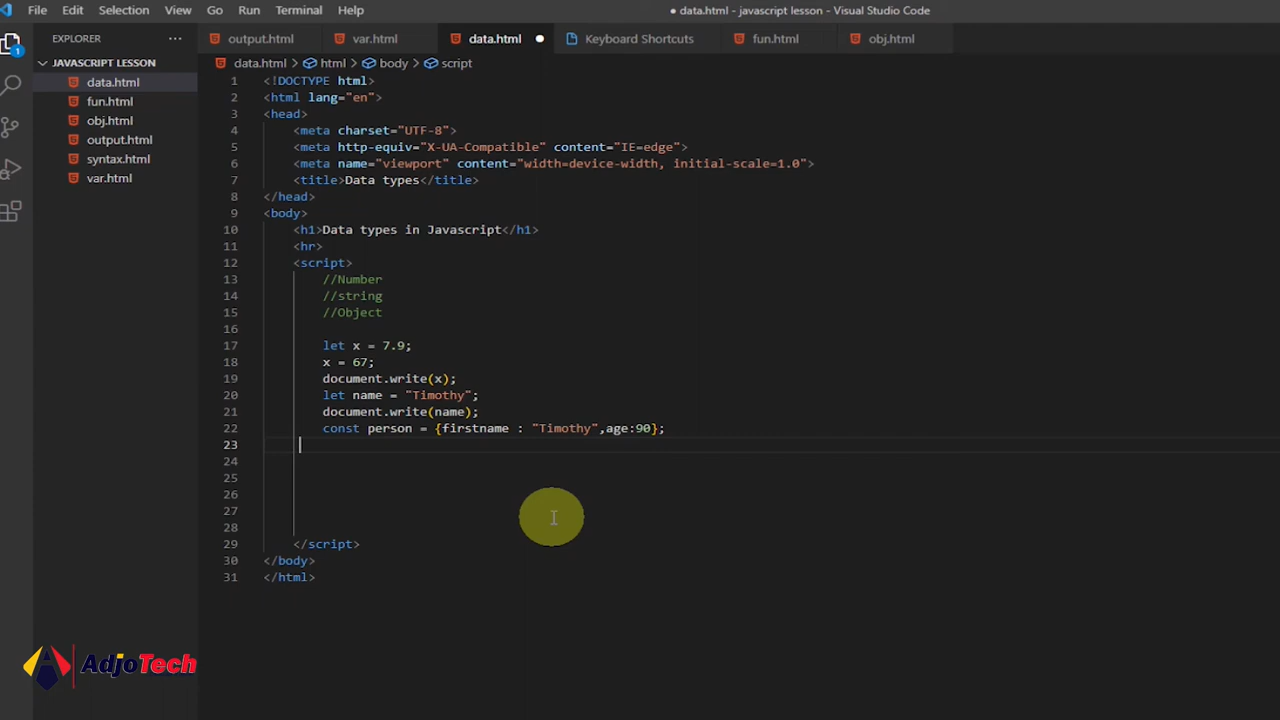 File Edit Selection View Go Run Terminal Help
● data.html - javascript lesson - Visual Studio Code
EXPLORER ···
output.html var.html data.html ● Keyboard Shortcuts fun.html obj.html
1
JAVASCRIPT LESSON
data.html
fun.html
obj.html
output.html
syntax.html
var.html
data.html > html > body > script
1 <!DOCTYPE html>
2 <html lang="en">
3 <head>
4 <meta charset="UTF-8">
5 <meta http-equiv="X-UA-Compatible" content="IE=edge">
6 <meta name="viewport" content="width=device-width, initial-scale=1.0">
7 <title>Data types</title>
8 </head>
9 <body>
10 <h1>Data types in Javascript</h1>
11 <hr>
12 <script>
13 //Number
14 //string
15 //Object
16
17 let x = 7.9;
18 x = 67;
19 document.write(x);
20 let name = "Timothy";
21 document.write(name);
22 const person = {firstname : "Timothy",age:90};
23
24
25
26
27
28
29 </script>
30 </body>
31 </html>
AdjoTech